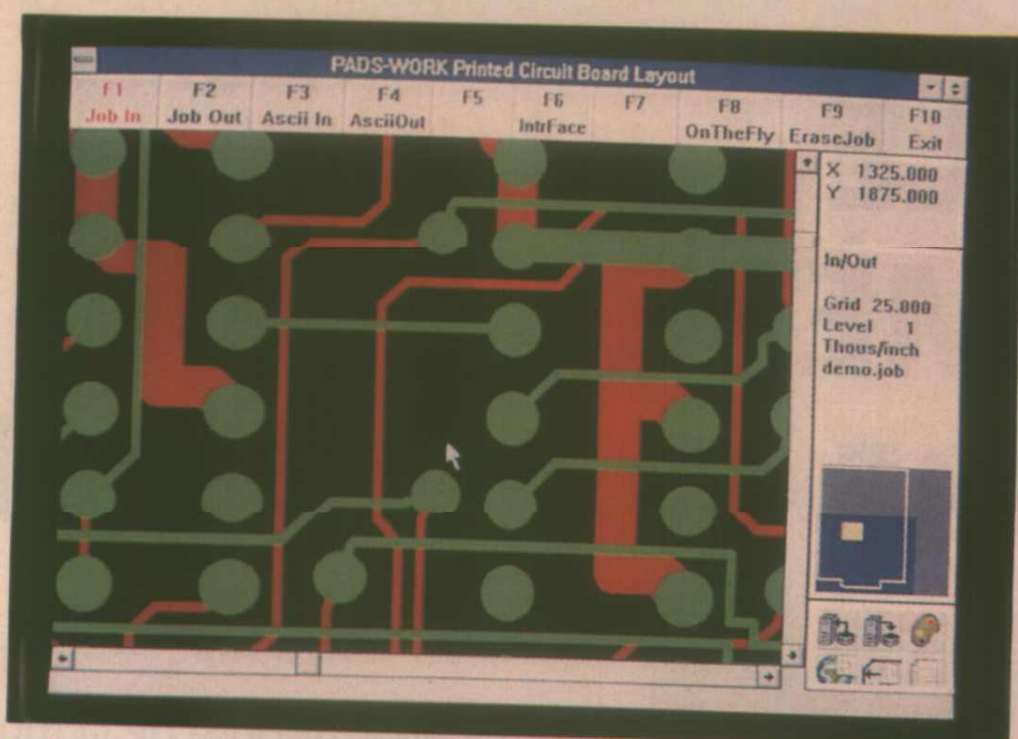 PADS-WORK Printed Circuit Board Layout
F1 F2 F3 F4 F5 F6 F7 F8 F9 F10
Job In Job Out Ascii In AsciiOut IntrFace OnTheFly EraseJob Exit
X 1325.000
Y 1875.000
In/Out
Grid 25.000
Level 1
Thous/inch
demo.job